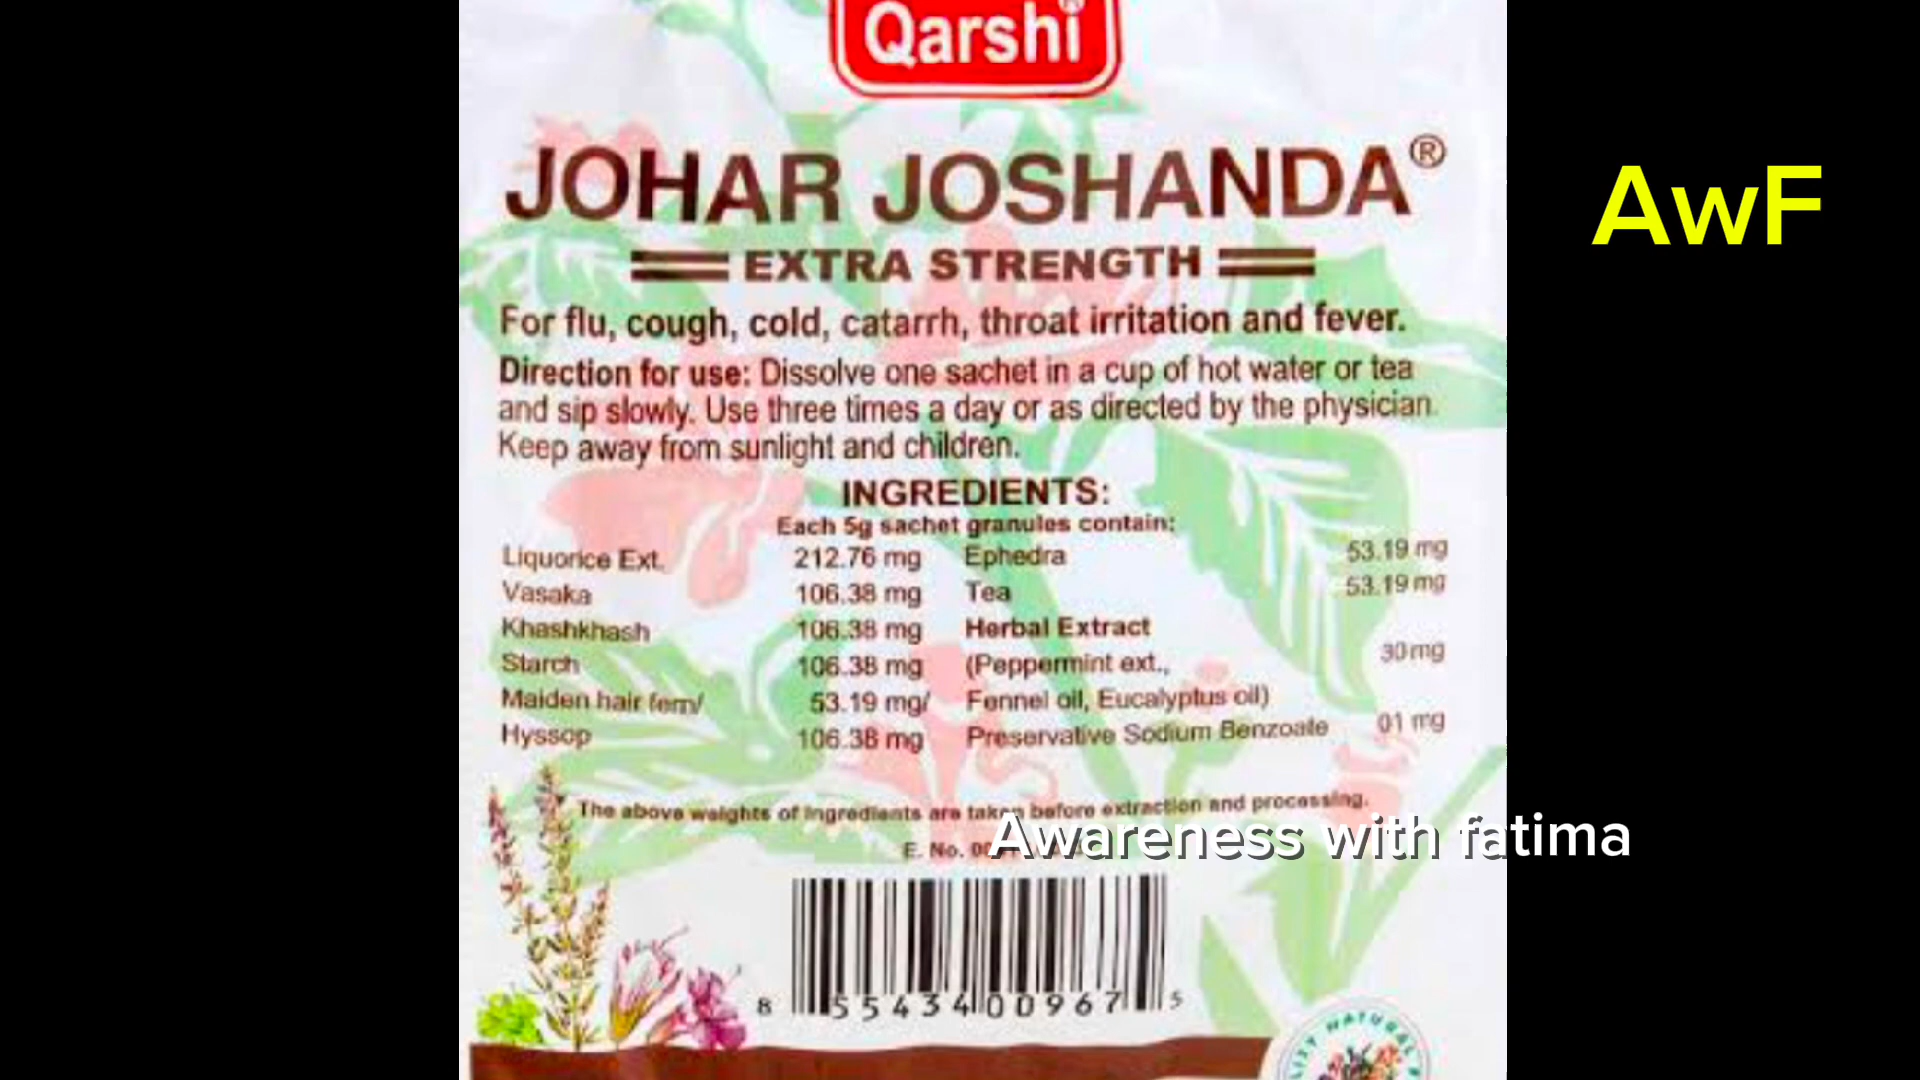 Qarshi®
JOHAR JOSHANDA®
EXTRA STRENGTH
AwF
For flu, cough, cold, catarrh, throat irritation and fever.
Direction for use: Dissolve one sachet in a cup of hot water or tea
and sip slowly. Use three times a day or as directed by the physician.
Keep away from sunlight and children.
INGREDIENTS:
Each 5g sachet granules contain:
Liquorice Ext. 212.76 mg Ephedra 53.19 mg
Vasaka 106.38 mg Tea 53.19 mg
Khashkhash 106.38 mg Herbal Extract
Starch 106.38 mg (Peppermint ext., 30 mg
Maiden hair fern/ 53.19 mg/ Fennel oil, Eucalyptus oil)
Hyssop 106.38 mg Preservative Sodium Benzoate 01 mg
The above weights of ingredients are taken before extraction and processing.
Awareness with fatima
E. No.
8 55434 00967 5
NATURAL